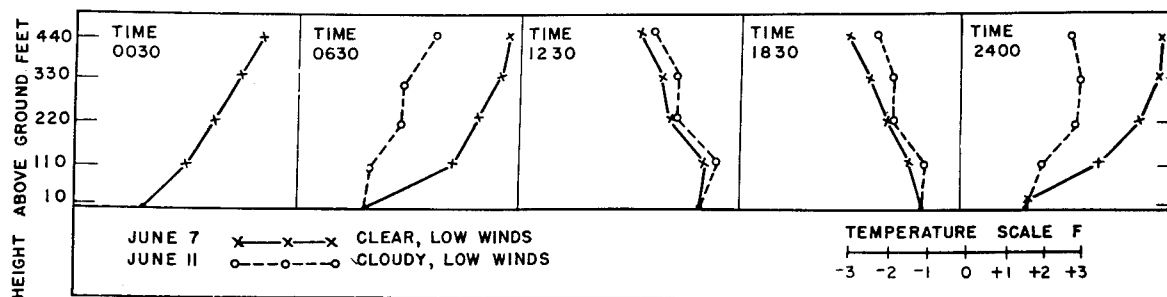 HEIGHT ABOVE GROUND FEET
440
330
220
110
10
TIME
0030
TIME
0630
TIME
1230
TIME
1830
TIME
2400
JUNE 7 CLEAR, LOW WINDS
JUNE 11 CLOUDY, LOW WINDS
TEMPERATURE SCALE F
-3 -2 -1 0 +1 +2 +3